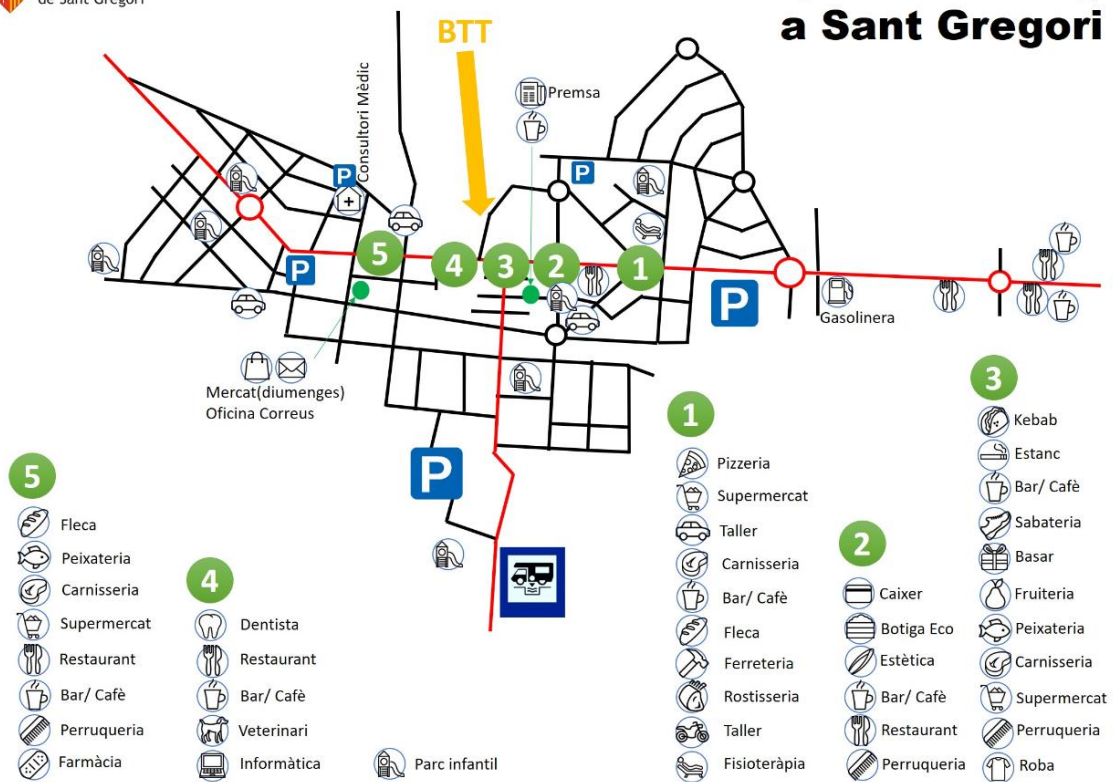 de Sant Gregori
a Sant Gregori
BTT
Premsa
Consultori Mèdic
P
P
P
5
4
3
2
1
P
Gasolinera
Mercat(diumenges)
Oficina Correus
P
5
Fleca
Peixateria
Carnisseria
Supermercat
Restaurant
Bar/ Cafè
Perruqueria
Farmàcia
4
Dentista
Restaurant
Bar/ Cafè
Veterinari
Informàtica
Parc infantil
1
Pizzeria
Supermercat
Taller
Carnisseria
Bar/ Cafè
Fleca
Ferreteria
Rostisseria
Taller
Fisioteràpia
2
Caixer
Botiga Eco
Estètica
Bar/ Cafè
Restaurant
Perruqueria
3
Kebab
Estanc
Bar/ Cafè
Sabateria
Basar
Fruiteria
Peixateria
Carnisseria
Supermercat
Perruqueria
Roba